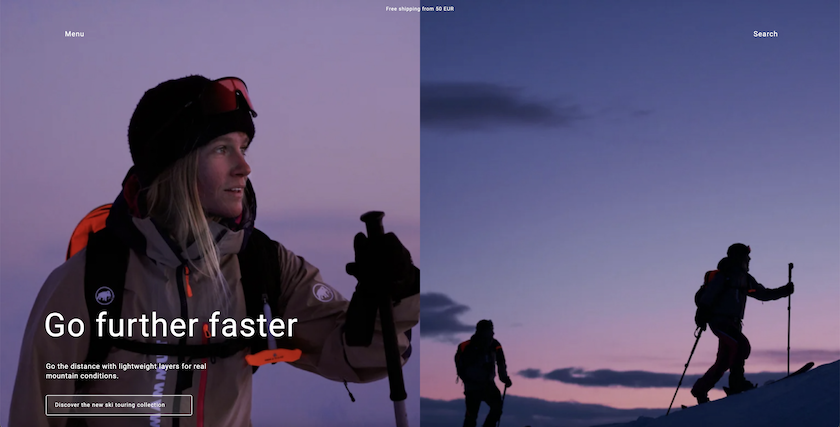 Free shipping from 50 EUR
Menu
Search
Go further faster
Go the distance with lightweight layers for real
mountain conditions.
Discover the new ski touring collection